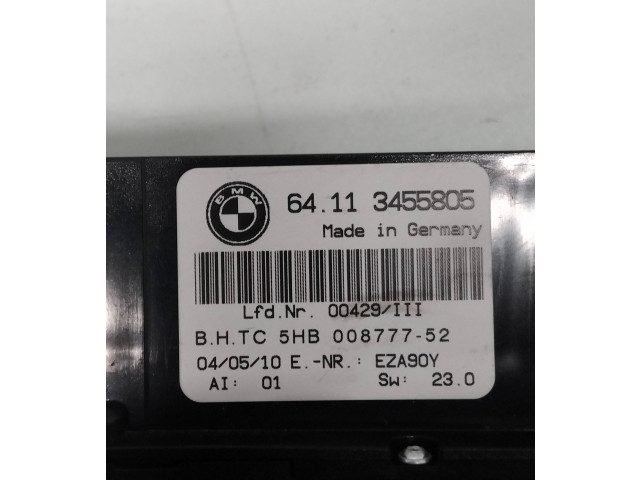 BMW
64.11 3455805
Made in Germany
Lfd.Nr. 00429/III
B.H.TC 5HB 008777-52
04/05/10 E.-NR.: EZA90Y
AI: 01 Sw: 23.0